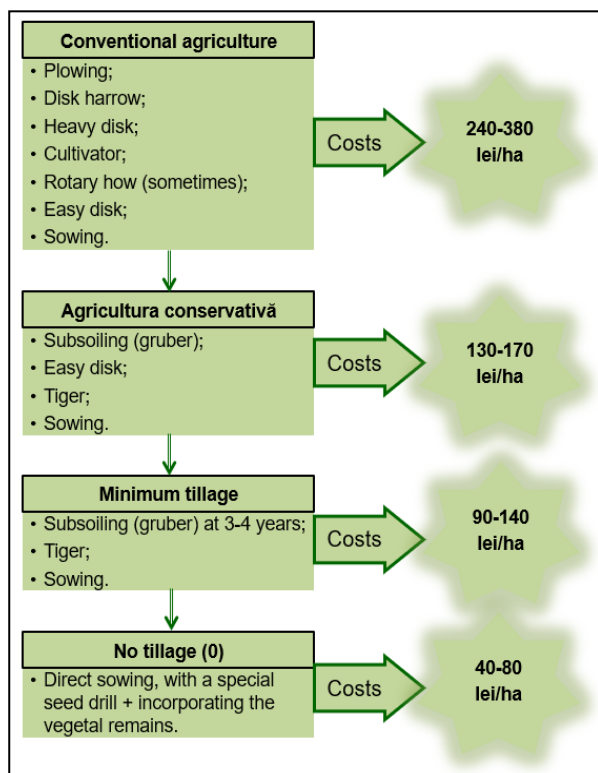 Conventional agriculture
• Plowing;
• Disk harrow;
• Heavy disk;
• Cultivator;
• Rotary how (sometimes);
• Easy disk;
• Sowing.
Costs
240-380
lei/ha
Agricultura conservativă
• Subsoiling (gruber);
• Easy disk;
• Tiger;
• Sowing.
Costs
130-170
lei/ha
Minimum tillage
• Subsoiling (gruber) at 3-4 years;
• Tiger;
• Sowing.
Costs
90-140
lei/ha
No tillage (0)
• Direct sowing, with a special
seed drill + incorporating the
vegetal remains.
Costs
40-80
lei/ha